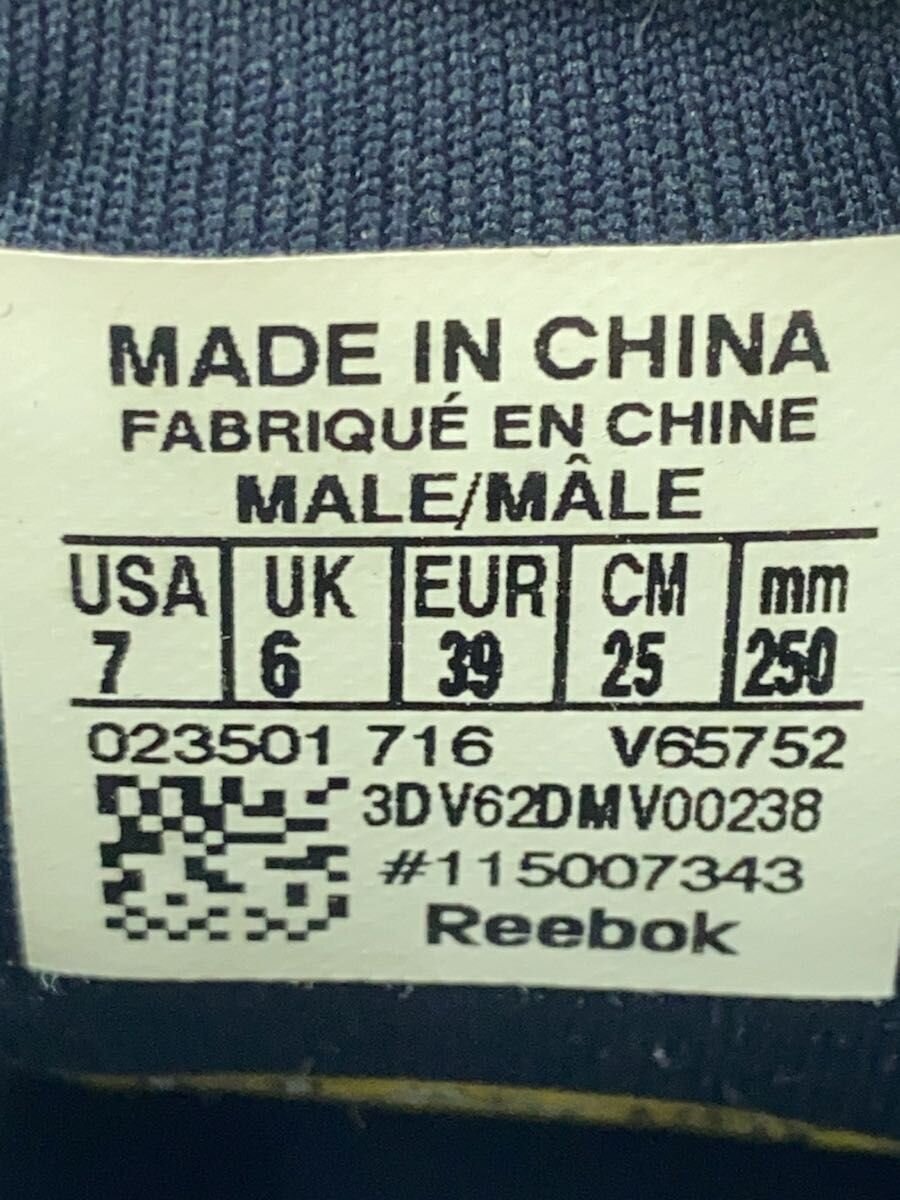 MADE IN CHINA
FABRIQUÉ EN CHINE
MALE/MÂLE
USA UK EUR CM mm
7 6 39 25 250
023501 716 V65752
3DV62DMV00238
#115007343
Reebok